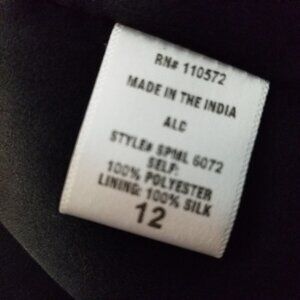 RN# 110572
MADE IN THE INDIA
ALC
STYLE# SPML 6072
SELF:
100% POLYESTER
LINING: 100% SILK
12